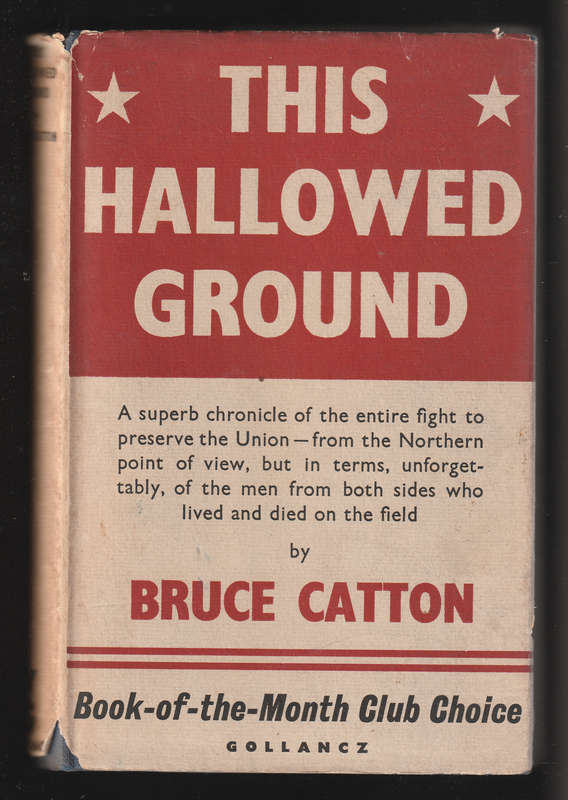 THIS
HALLOWED
GROUND
A superb chronicle of the entire fight to
preserve the Union—from the Northern
point of view, but in terms, unforget-
tably, of the men from both sides who
lived and died on the field
by
BRUCE CATTON
Book-of-the-Month Club Choice
GOLLANCZ